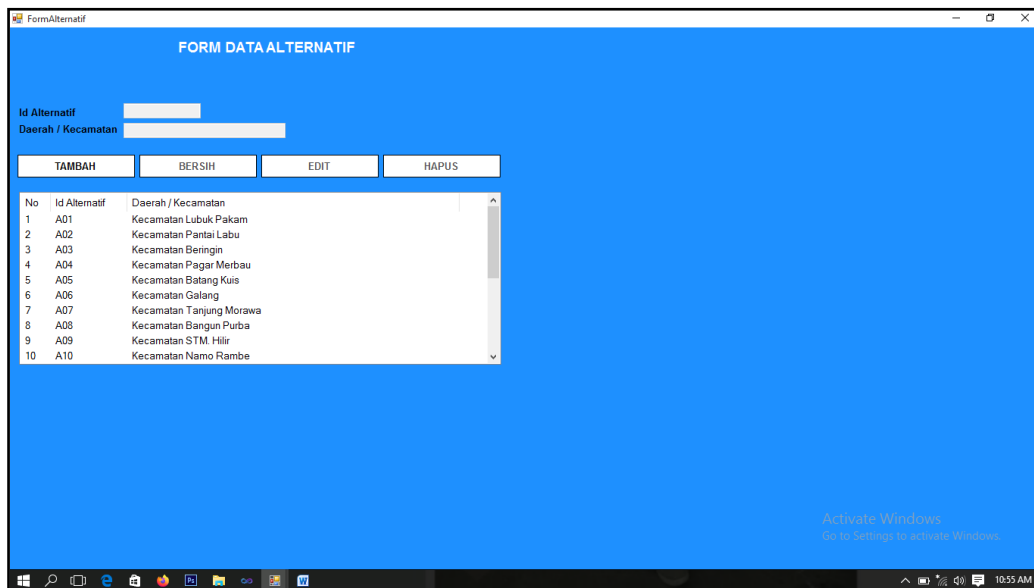 FormAlternatif
FORM DATA ALTERNATIF
Id Alternatif
Daerah / Kecamatan
TAMBAH BERSIH EDIT HAPUS
No Id Alternatif Daerah / Kecamatan
1 A01 Kecamatan Lubuk Pakam
2 A02 Kecamatan Pantai Labu
3 A03 Kecamatan Beringin
4 A04 Kecamatan Pagar Merbau
5 A05 Kecamatan Batang Kuis
6 A06 Kecamatan Galang
7 A07 Kecamatan Tanjung Morawa
8 A08 Kecamatan Bangun Purba
9 A09 Kecamatan STM. Hilir
10 A10 Kecamatan Namo Rambe
Activate Windows
Go to Settings to activate Windows.
Ps
10:55 AM